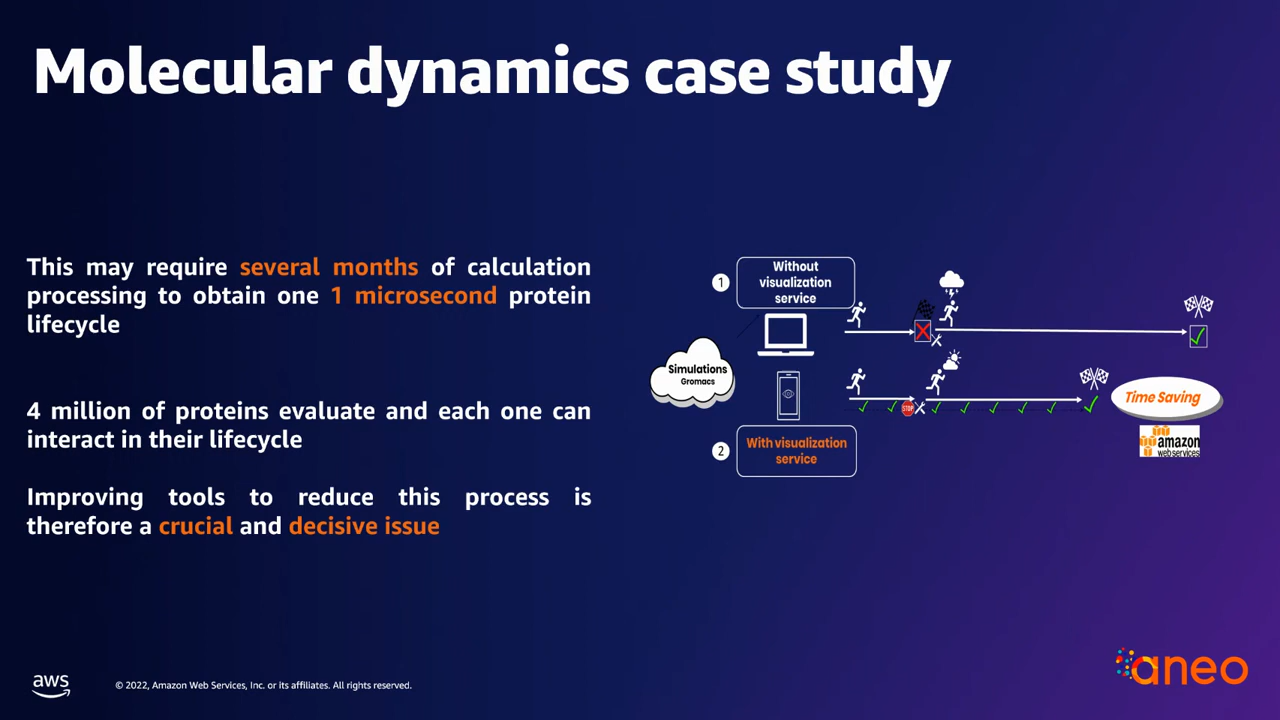 Molecular dynamics case study
This may require several months of calculation
processing to obtain one 1 microsecond protein
lifecycle
4 million of proteins evaluate and each one can
interact in their lifecycle
Improving tools to reduce this process is
therefore a crucial and decisive issue
1
Without
visualization
service
Simulations
Gromacs
STOP
Time Saving
amazon
webservices
2
With visualization
service
aws
© 2022, Amazon Web Services, Inc. or its affiliates. All rights reserved.
aneo